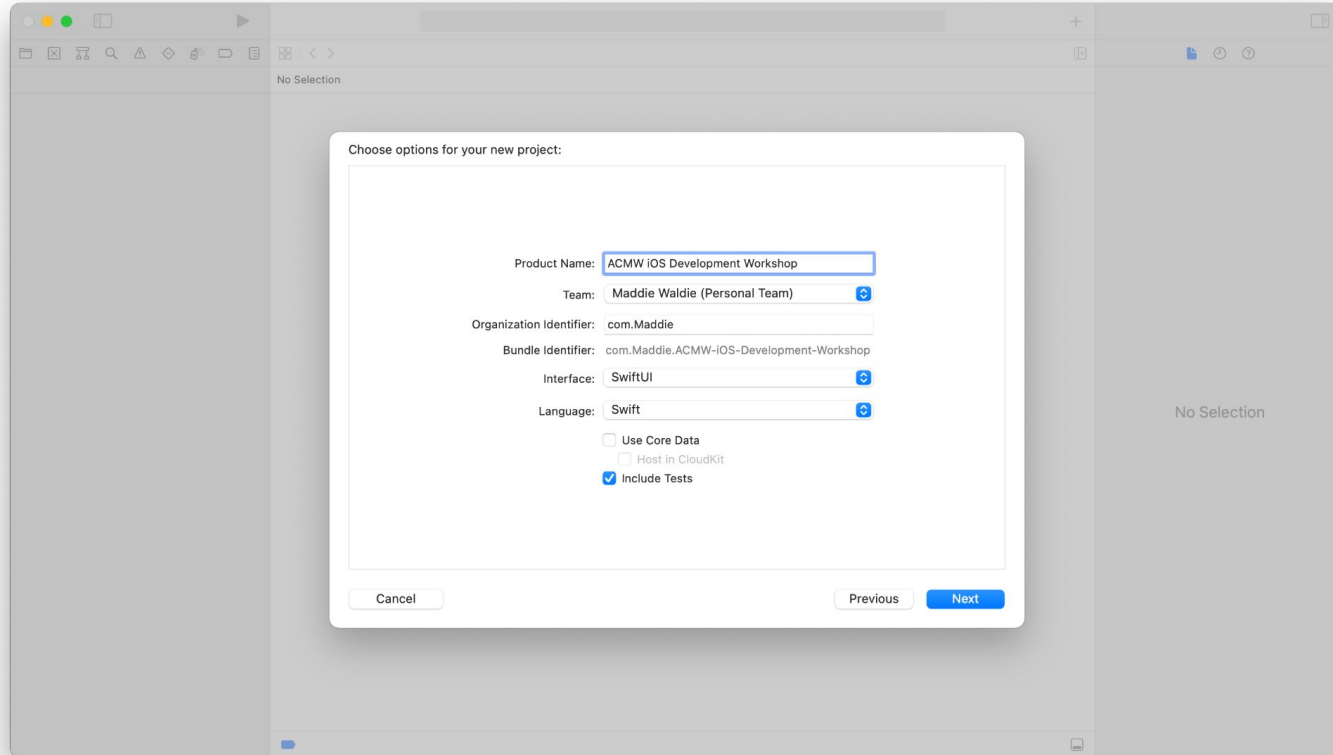 No Selection
Choose options for your new project:
Product Name: ACMW iOS Development Workshop
Team: Maddie Waldie (Personal Team)
Organization Identifier: com.Maddie
Bundle Identifier: com.Maddie.ACMW-iOS-Development-Workshop
Interface: SwiftUI
Language: Swift
Use Core Data
Host in CloudKit
Include Tests
No Selection
Cancel Previous Next